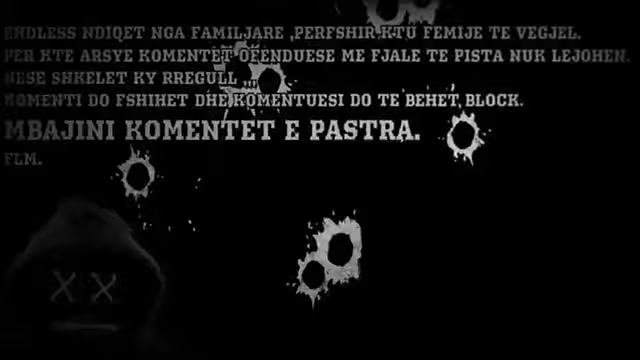 ENDLESS NDIQET NGA FAMILJARE ,PERFSHIR KTU FEMIJE TE VEGJEL.
PER KTE ARSYE KOMENTET OFENDUESE ME FJALE TE PISTA NUK LEJOHEN.
NESE SHKELET KY RREGULL ...
KOMENTI DO FSHIHET DHE KOMENTUESI DO TE BEHET BLOCK.
MBAJINI KOMENTET E PASTRA.
FLM.